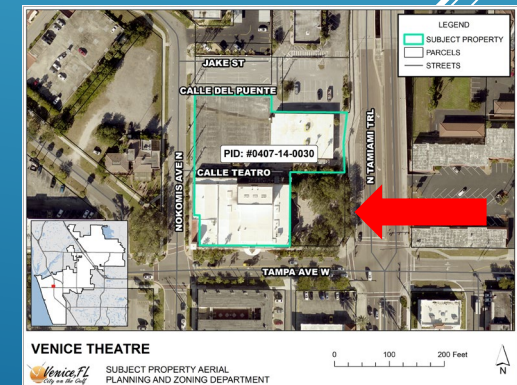 LEGEND
SUBJECT PROPERTY
PARCELS
STREETS
JAKE ST
CALLE DEL PUENTE
PID: #0407-14-0030
CALLE TEATRO
NOKOMIS AVE N
N TAMIAMI TRL
TAMPA AVE W
VENICE THEATRE
Venice, FL
City on the Gulf
SUBJECT PROPERTY AERIAL
PLANNING AND ZONING DEPARTMENT
0 100 200 Feet
N